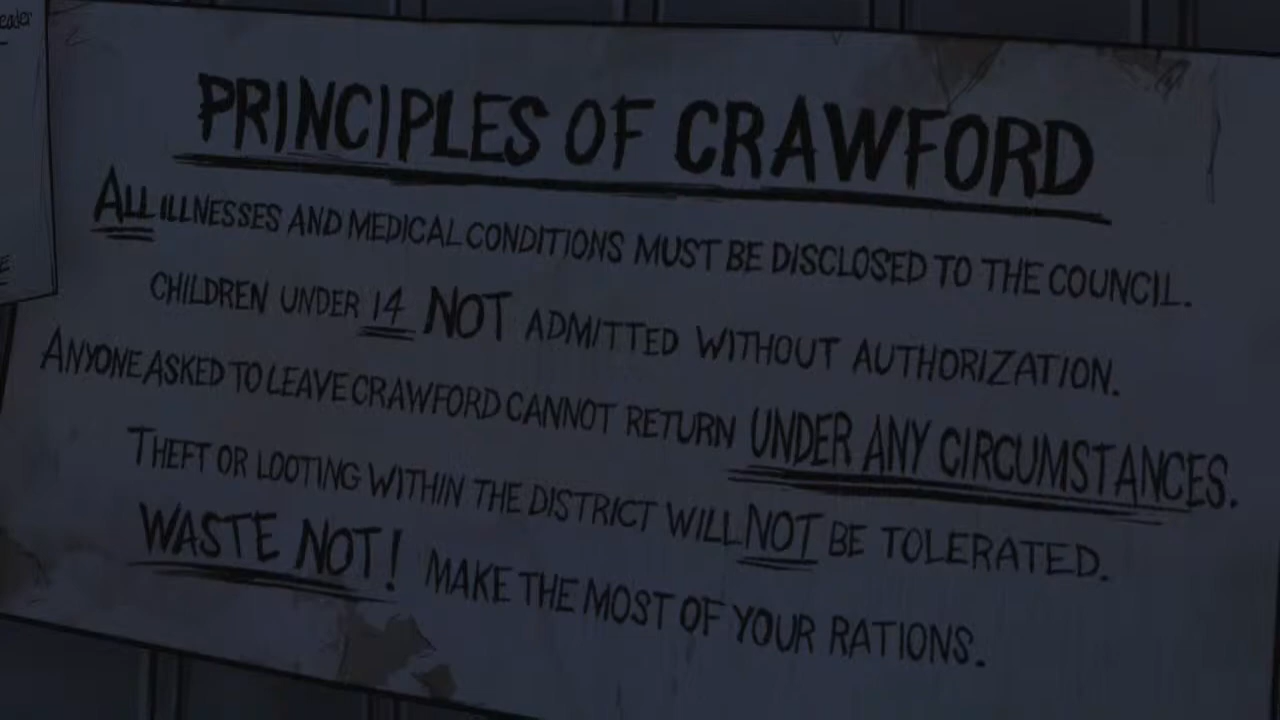 eader
PRINCIPLES OF CRAWFORD
ALL ILLNESSES AND MEDICAL CONDITIONS MUST BE DISCLOSED TO THE COUNCIL.
CHILDREN UNDER 14 NOT ADMITTED WITHOUT AUTHORIZATION.
ANYONE ASKED TO LEAVE CRAWFORD CANNOT RETURN UNDER ANY CIRCUMSTANCES.
THEFT OR LOOTING WITHIN THE DISTRICT WILL NOT BE TOLERATED.
WASTE NOT! MAKE THE MOST OF YOUR RATIONS.